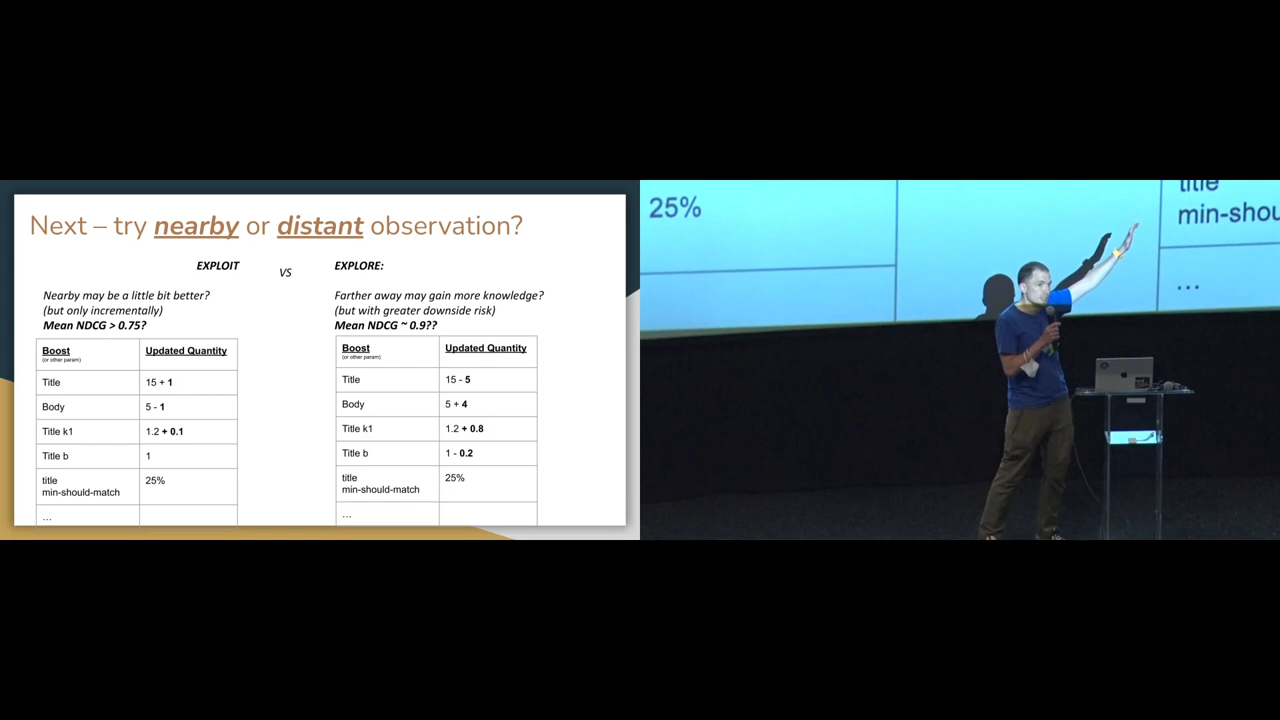 Next – try nearby or distant observation?
EXPLOIT
VS
EXPLORE:
Nearby may be a little bit better?
(but only incrementally)
Mean NDCG > 0.75?
Boost
(or other param)
Updated Quantity
Title
15 + 1
Body
5 - 1
Title k1
1.2 + 0.1
Title b
1
title
min-should-match
25%
…
Farther away may gain more knowledge?
(but with greater downside risk)
Mean NDCG ~ 0.9??
Boost
(or other param)
Updated Quantity
Title
15 - 5
Body
5 + 4
Title k1
1.2 + 0.8
Title b
1 - 0.2
title
min-should-match
25%
…
25%
title
min-shou
...